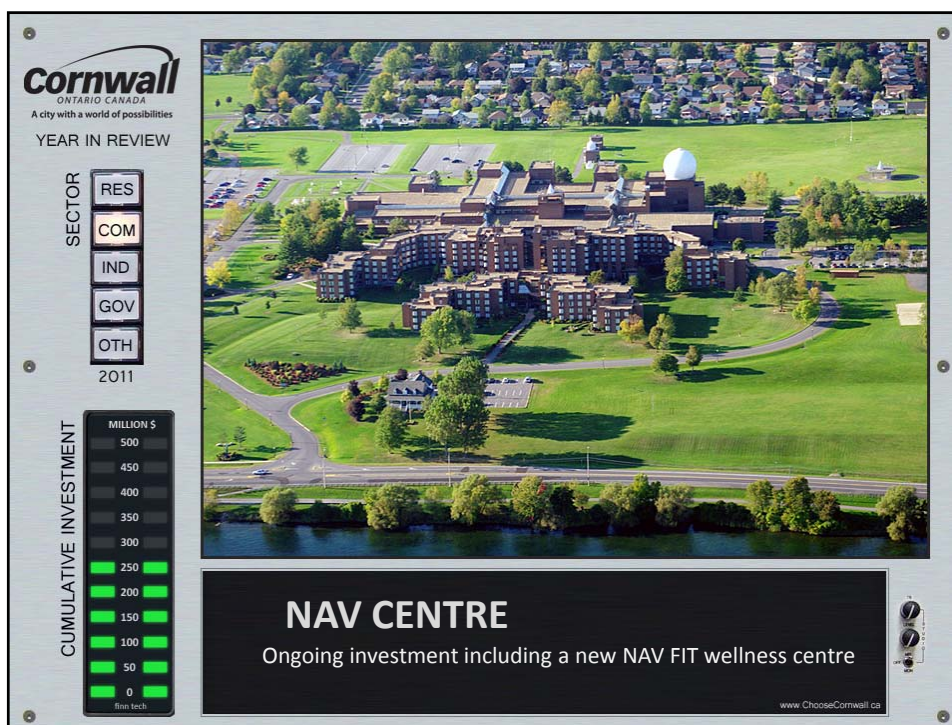 Cornwall
ONTARIO CANADA
A city with a world of possibilities
YEAR IN REVIEW
SECTOR
RES
COM
IND
GOV
OTH
2011
CUMULATIVE INVESTMENT
MILLION $
500
450
400
350
300
250
200
150
100
50
0
finn tech
NAV CENTRE
Ongoing investment including a new NAV FIT wellness centre
www.ChooseCornwall.ca